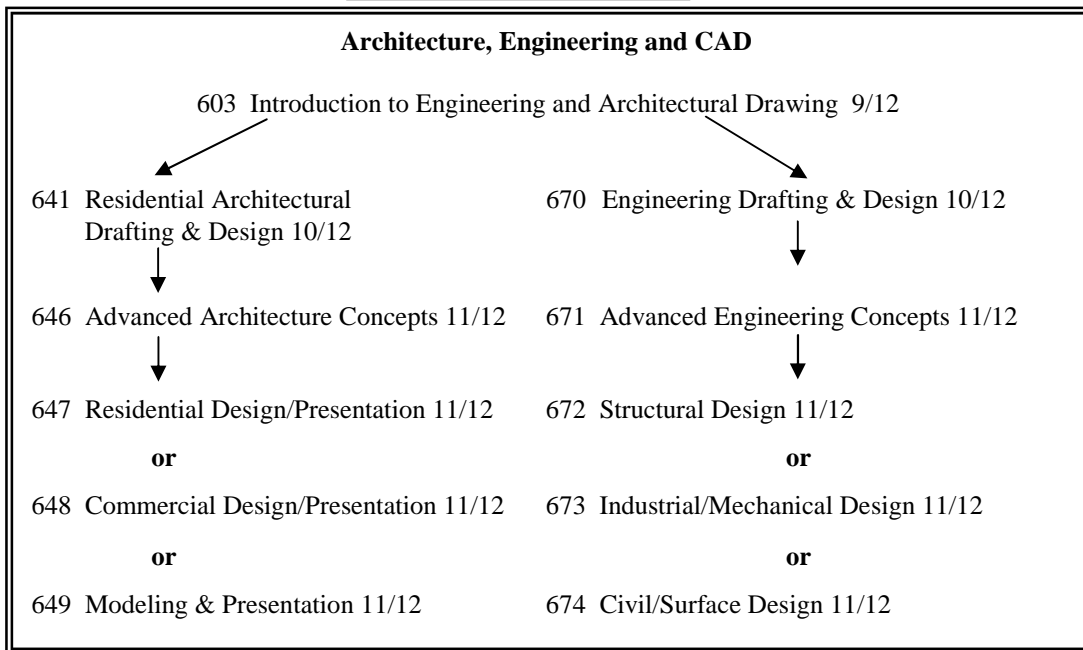 Architecture, Engineering and CAD
603 Introduction to Engineering and Architectural Drawing 9/12
641 Residential Architectural
Drafting & Design 10/12
670 Engineering Drafting & Design 10/12
646 Advanced Architecture Concepts 11/12
671 Advanced Engineering Concepts 11/12
647 Residential Design/Presentation 11/12
672 Structural Design 11/12
or
or
648 Commercial Design/Presentation 11/12
673 Industrial/Mechanical Design 11/12
or
or
649 Modeling & Presentation 11/12
674 Civil/Surface Design 11/12